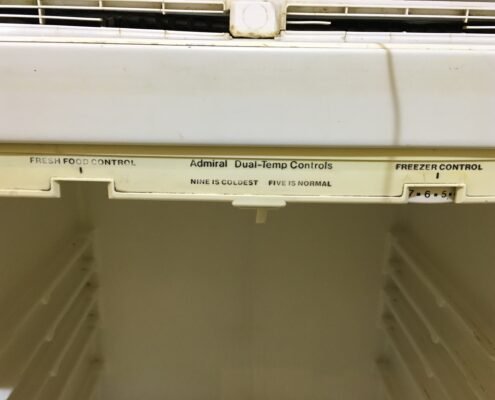 FRESH FOOD CONTROL
Admiral Dual-Temp Controls
FREEZER CONTROL
NINE IS COLDEST FIVE IS NORMAL
7 • 6 • 5 •